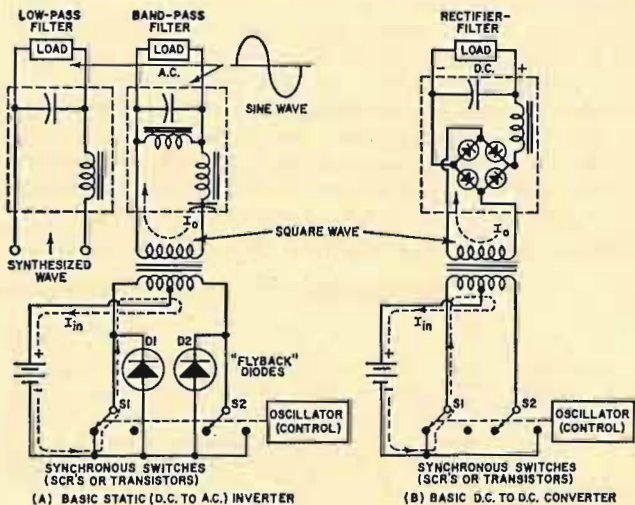 LOW-PASS
FILTER
LOAD
BAND-PASS
FILTER
LOAD
A.C.
SINE WAVE
RECTIFIER-
FILTER
LOAD
- D.C. +
Io
SQUARE WAVE
Io
SYNTHESIZED
WAVE
Iin
+
D1
D2
"FLYBACK"
DIODES
S1
S2
OSCILLATOR
(CONTROL)
SYNCHRONOUS SWITCHES
(SCR'S OR TRANSISTORS)
(A) BASIC STATIC (D.C. TO A.C.) INVERTER
Iin
+
S1
S2
OSCILLATOR
(CONTROL)
SYNCHRONOUS SWITCHES
(SCR'S OR TRANSISTORS)
(B) BASIC D.C. TO D.C. CONVERTER